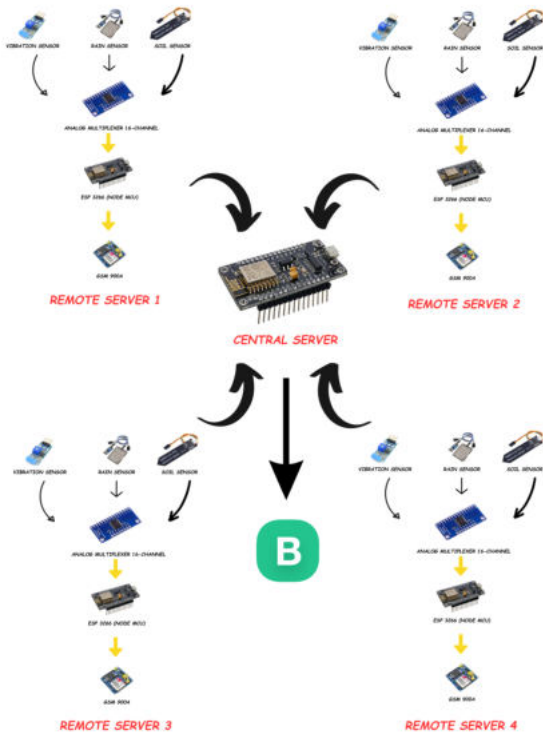 VIBRATION SENSOR RAIN SENSOR SOIL SENSOR
ANALOG MULTIPLEXER 16-CHANNEL
ESP 8266 (NODE MCU)
GSM 900A
REMOTE SERVER 1
VIBRATION SENSOR RAIN SENSOR SOIL SENSOR
ANALOG MULTIPLEXER 16-CHANNEL
ESP 8266 (NODE MCU)
GSM 900A
REMOTE SERVER 2
CENTRAL SERVER
VIBRATION SENSOR RAIN SENSOR SOIL SENSOR
ANALOG MULTIPLEXER 16-CHANNEL
ESP 8266 (NODE MCU)
GSM 900A
REMOTE SERVER 3
B
VIBRATION SENSOR RAIN SENSOR SOIL SENSOR
ANALOG MULTIPLEXER 16-CHANNEL
ESP 8266 (NODE MCU)
GSM 900A
REMOTE SERVER 4